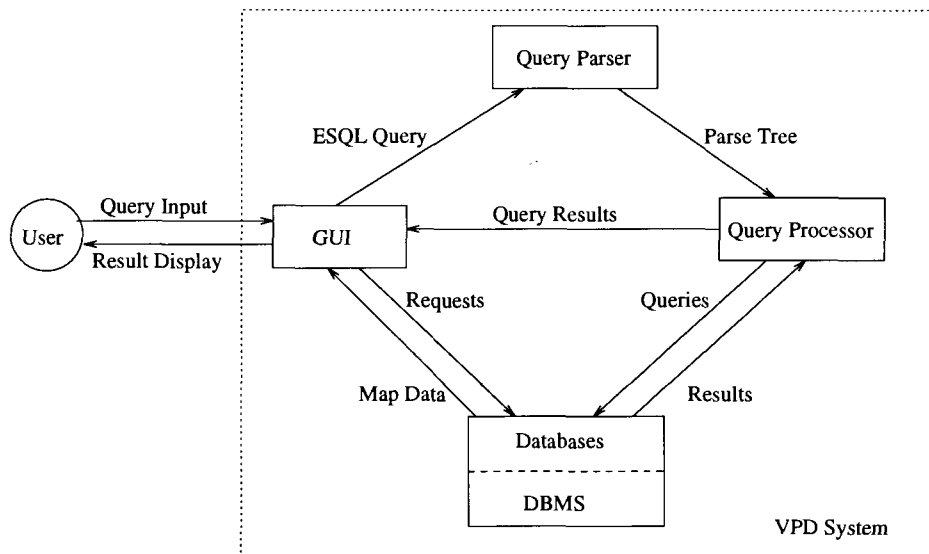 Query Parser
ESQL Query
Parse Tree
Query Input
Query Results
User
GUI
Query Processor
Result Display
Requests
Queries
Map Data
Results
Databases
DBMS
VPD System